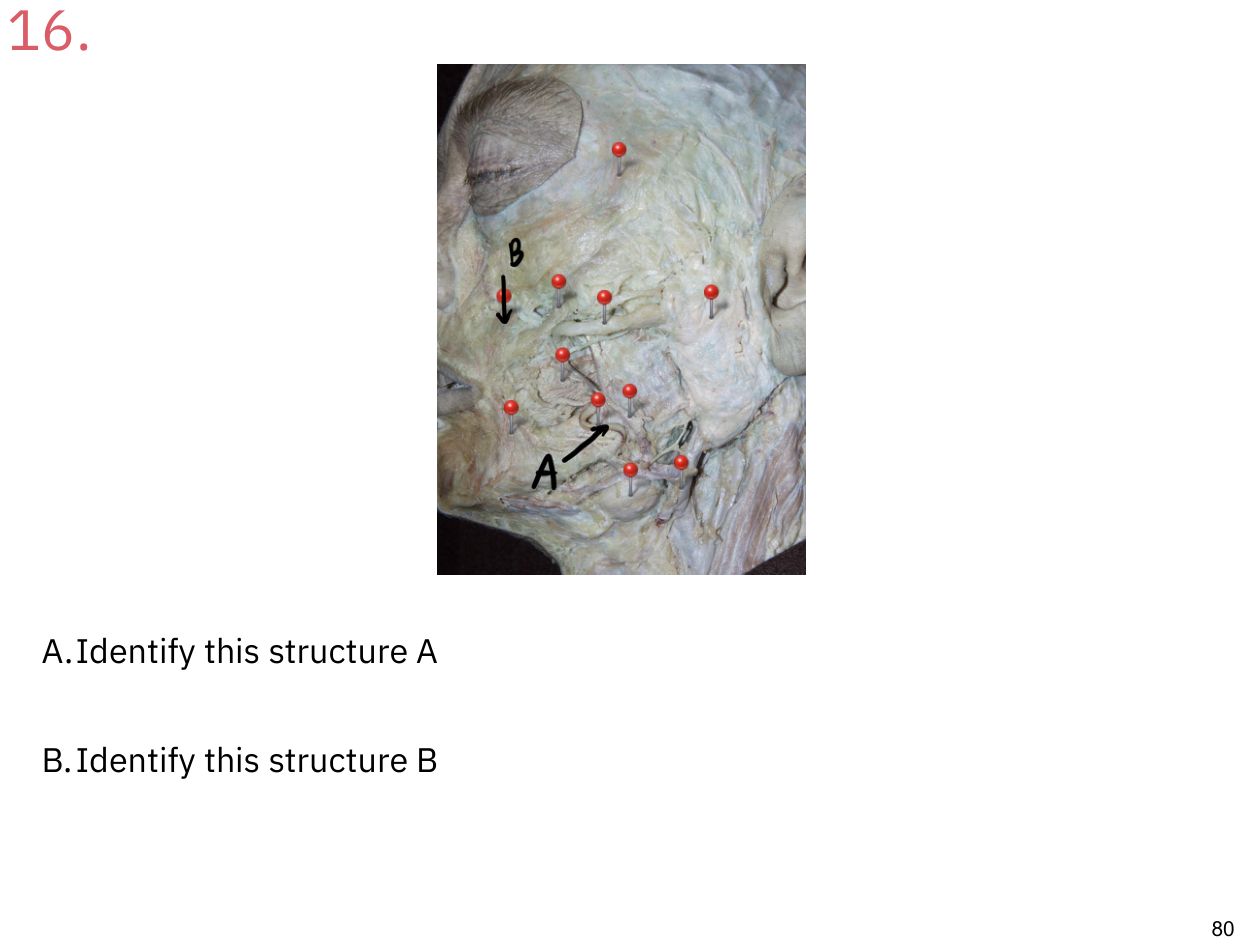 16.
B
A
A.Identify this structure A
B.Identify this structure B
80